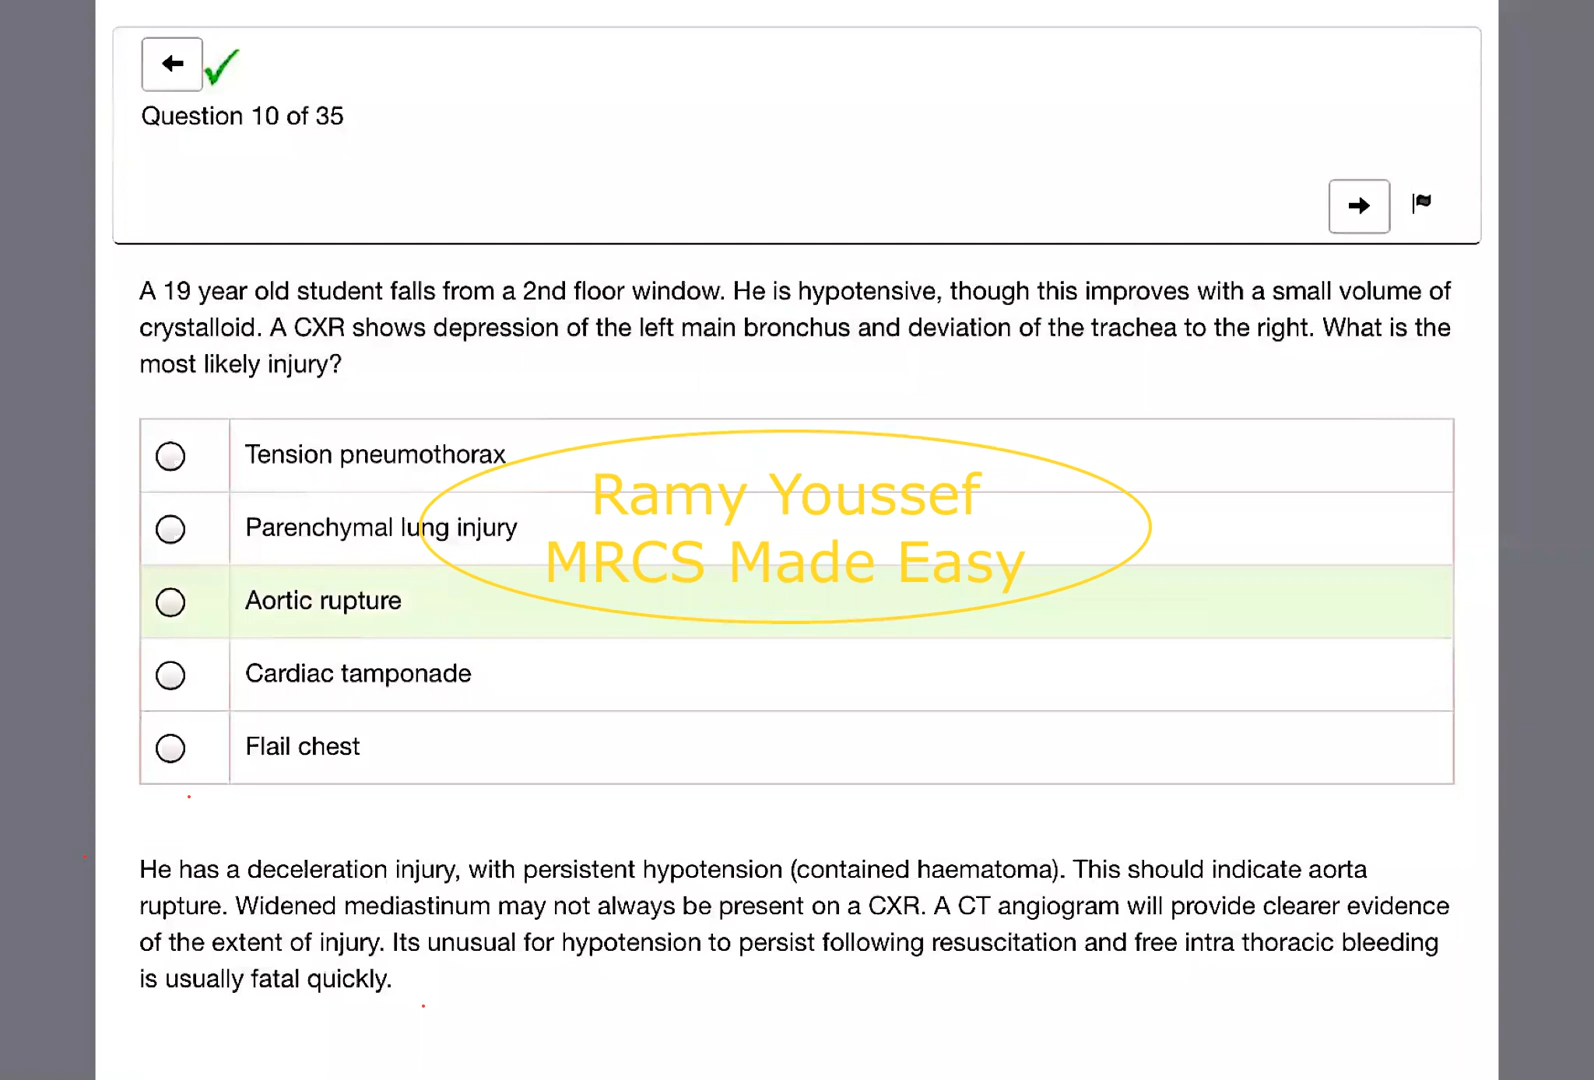 Question 10 of 35
A 19 year old student falls from a 2nd floor window. He is hypotensive, though this improves with a small volume of
crystalloid. A CXR shows depression of the left main bronchus and deviation of the trachea to the right. What is the
most likely injury?
Tension pneumothorax
Ramy Youssef
Parenchymal lung injury
MRCS Made Easy
Aortic rupture
Cardiac tamponade
Flail chest
He has a deceleration injury, with persistent hypotension (contained haematoma). This should indicate aorta
rupture. Widened mediastinum may not always be present on a CXR. A CT angiogram will provide clearer evidence
of the extent of injury. Its unusual for hypotension to persist following resuscitation and free intra thoracic bleeding
is usually fatal quickly.